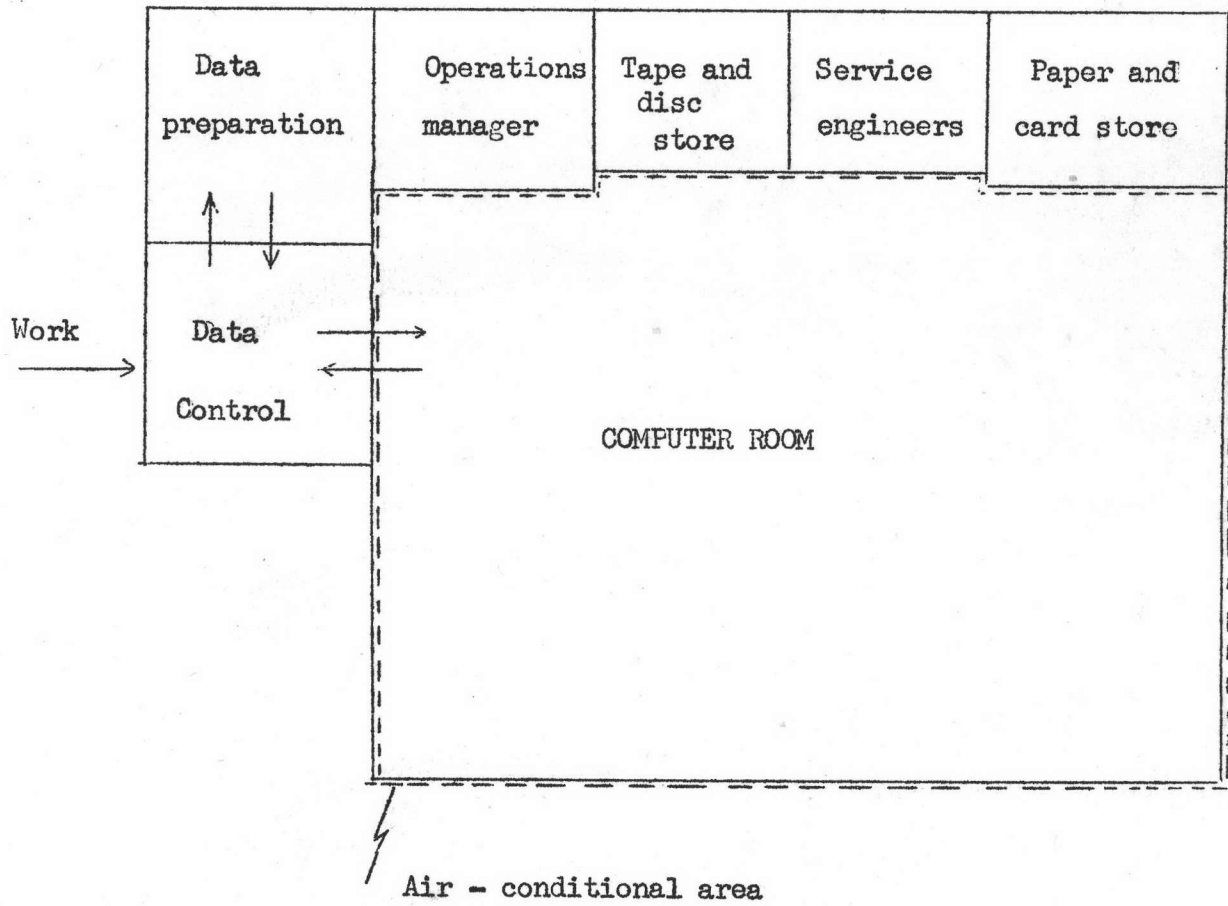 Data
preparation
Operations
manager
Tape and
disc
store
Service
engineers
Paper and
card store
Work
Data
Control
COMPUTER ROOM
Air - conditional area